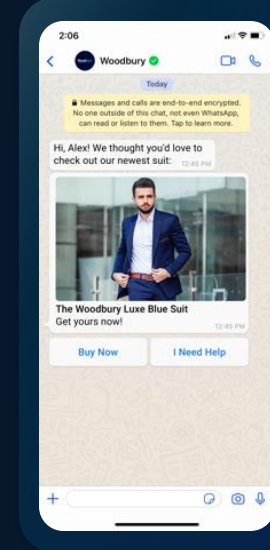 2:06
Woodbury
Today
Messages and calls are end-to-end encrypted.
No one outside of this chat, not even WhatsApp,
can read or listen to them. Tap to learn more.
Hi, Alex! We thought you'd love to
check out our newest suit:
12:45 PM
The Woodbury Luxe Blue Suit
Get yours now!
12:45 PM
Buy Now
I Need Help